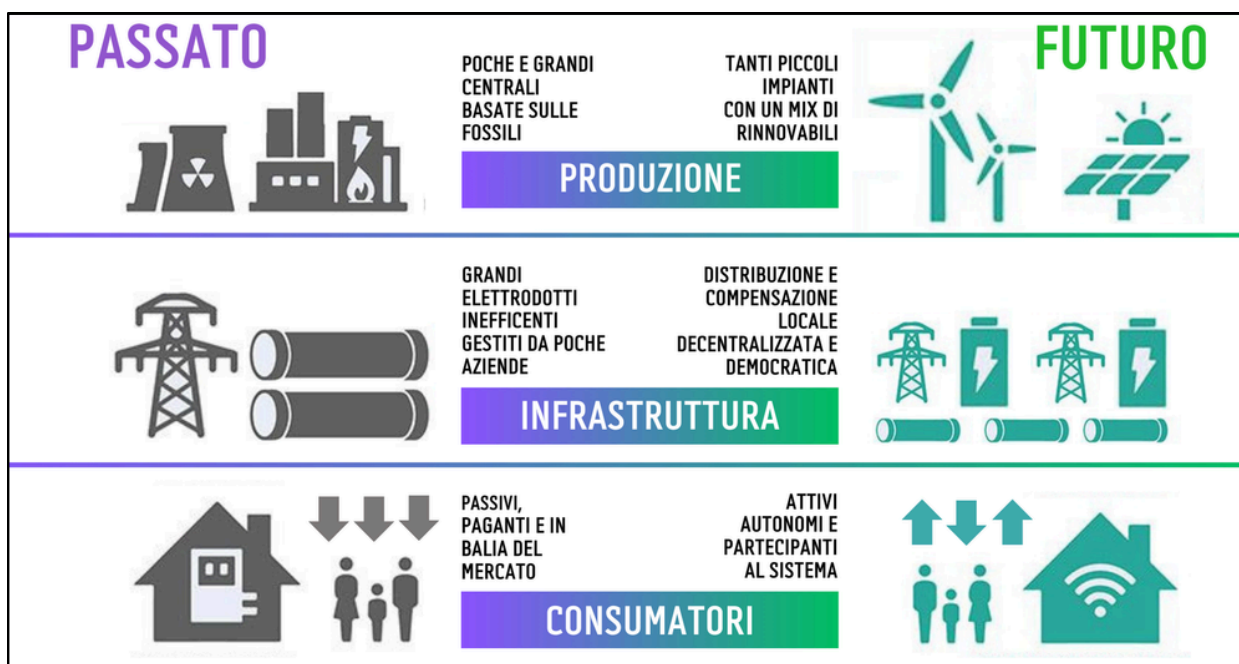 PASSATO
FUTURO
POCHE E GRANDI
CENTRALI
BASATE SULLE
FOSSILI
TANTI PICCOLI
IMPIANTI
CON UN MIX DI
RINNOVABILI
PRODUZIONE
GRANDI
ELETTRODOTTI
INEFFICENTI
GESTITI DA POCHE
AZIENDE
DISTRIBUZIONE E
COMPENSAZIONE
LOCALE
DECENTRALIZZATA E
DEMOCRATICA
INFRASTRUTTURA
PASSIVI,
PAGANTI E IN
BALIA DEL
MERCATO
ATTIVI
AUTONOMI E
PARTECIPANTI
AL SISTEMA
CONSUMATORI